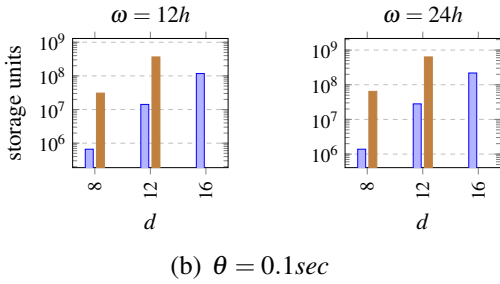 ω = 12h
ω = 24h
storage units
10^9
10^8
10^7
10^6
8
12
16
d
10^9
10^8
10^7
10^6
8
12
16
d
(b) θ = 0.1sec